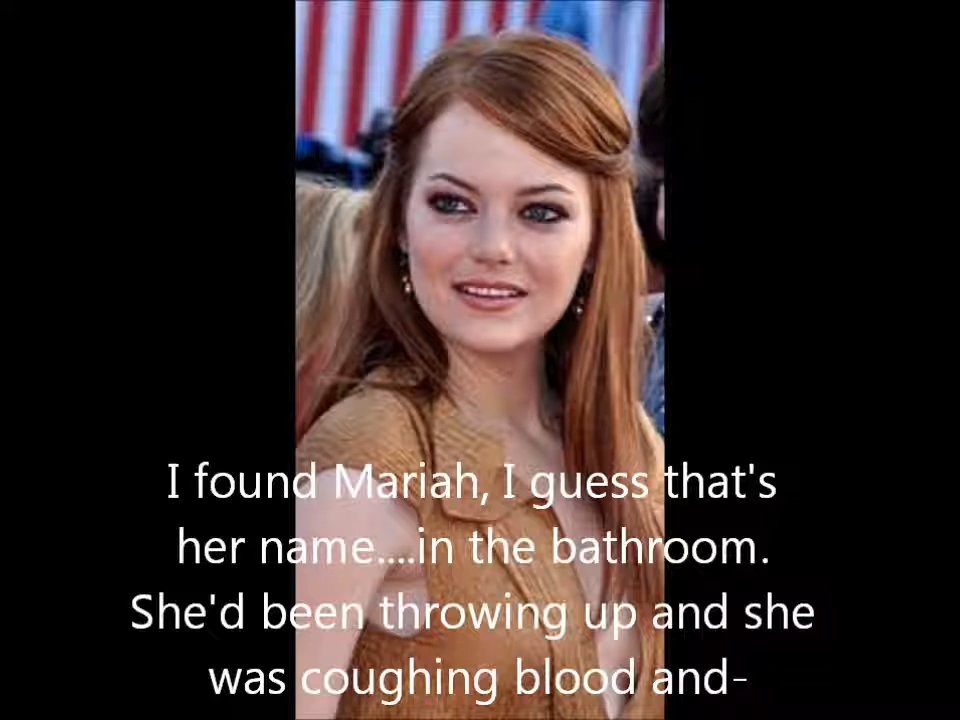 I found Mariah, I guess that's
her name....in the bathroom.
She'd been throwing up and she
was coughing blood and-